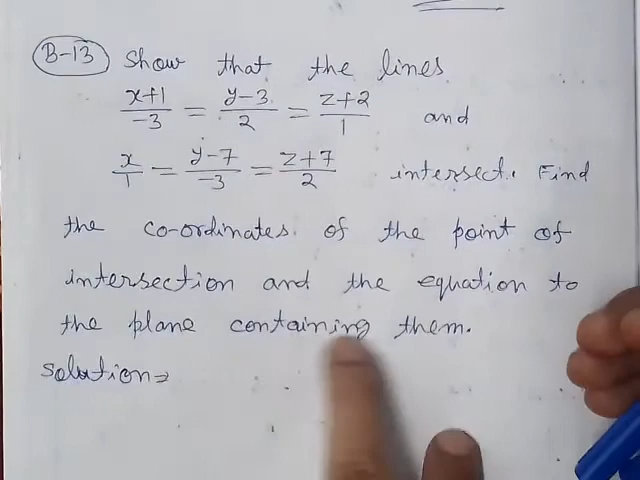 B-13 Show that the lines
x+1/-3 = y-3/2 = z+2/1 and
x/1 = y-7/-3 = z+7/2 intersect. Find
the co-ordinates. of the point of
intersection and the equation to
the plane containing them.
Solution⇒